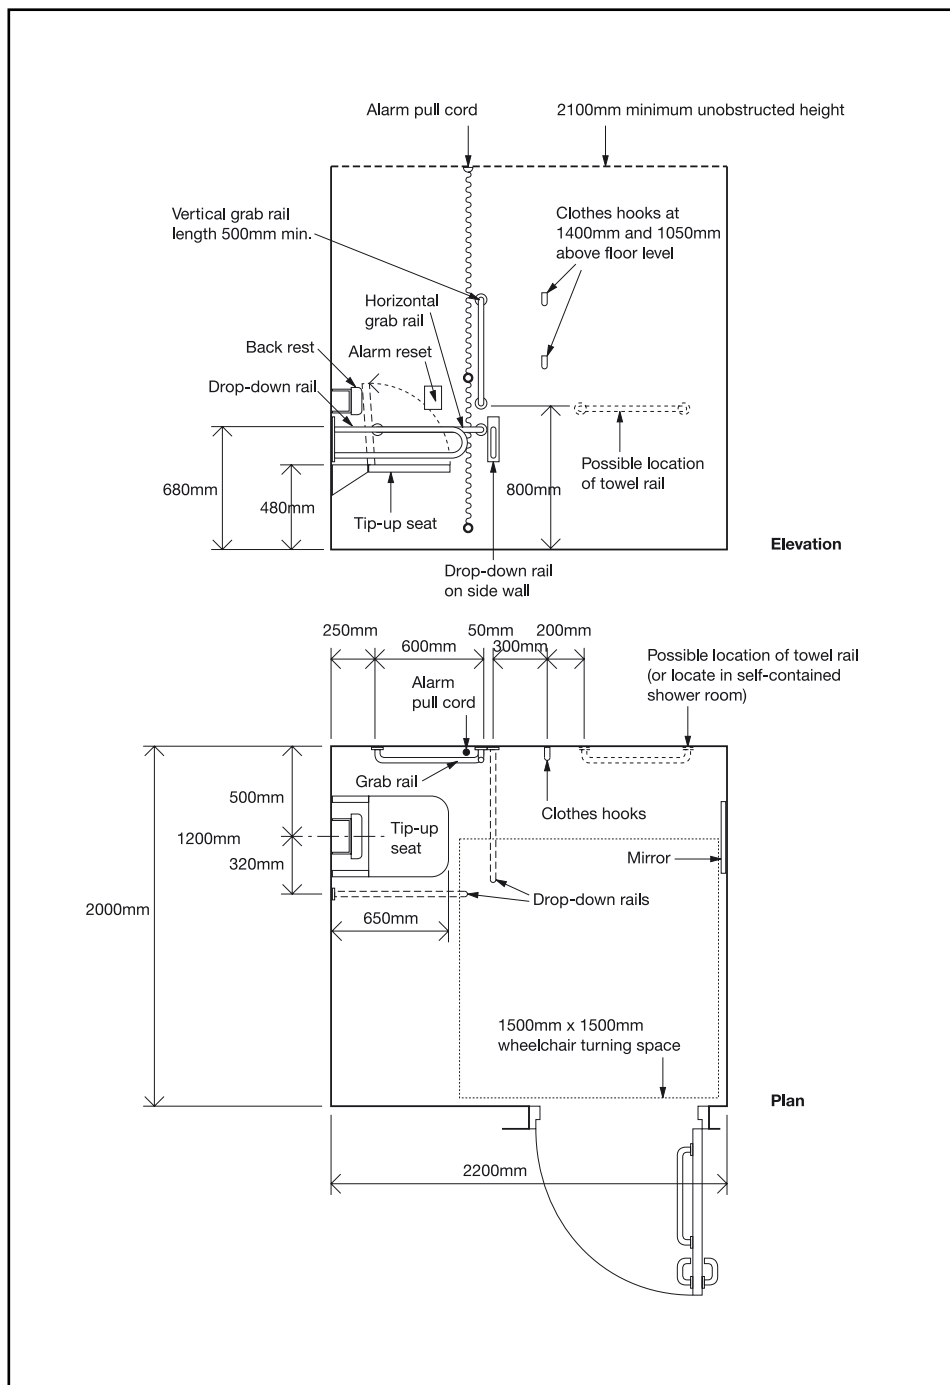 Alarm pull cord
2100mm minimum unobstructed height
Vertical grab rail
length 500mm min.
Clothes hooks at
1400mm and 1050mm
above floor level
Horizontal
grab rail
Back rest
Alarm reset
Drop-down rail
Possible location
of towel rail
680mm
480mm
800mm
Tip-up seat
Elevation
Drop-down rail
on side wall
250mm
600mm
50mm
300mm
200mm
Possible location of towel rail
(or locate in self-contained
shower room)
Alarm
pull cord
Grab rail
500mm
Clothes hooks
1200mm
Tip-up
seat
320mm
Mirror
2000mm
Drop-down rails
650mm
1500mm x 1500mm
wheelchair turning space
Plan
2200mm